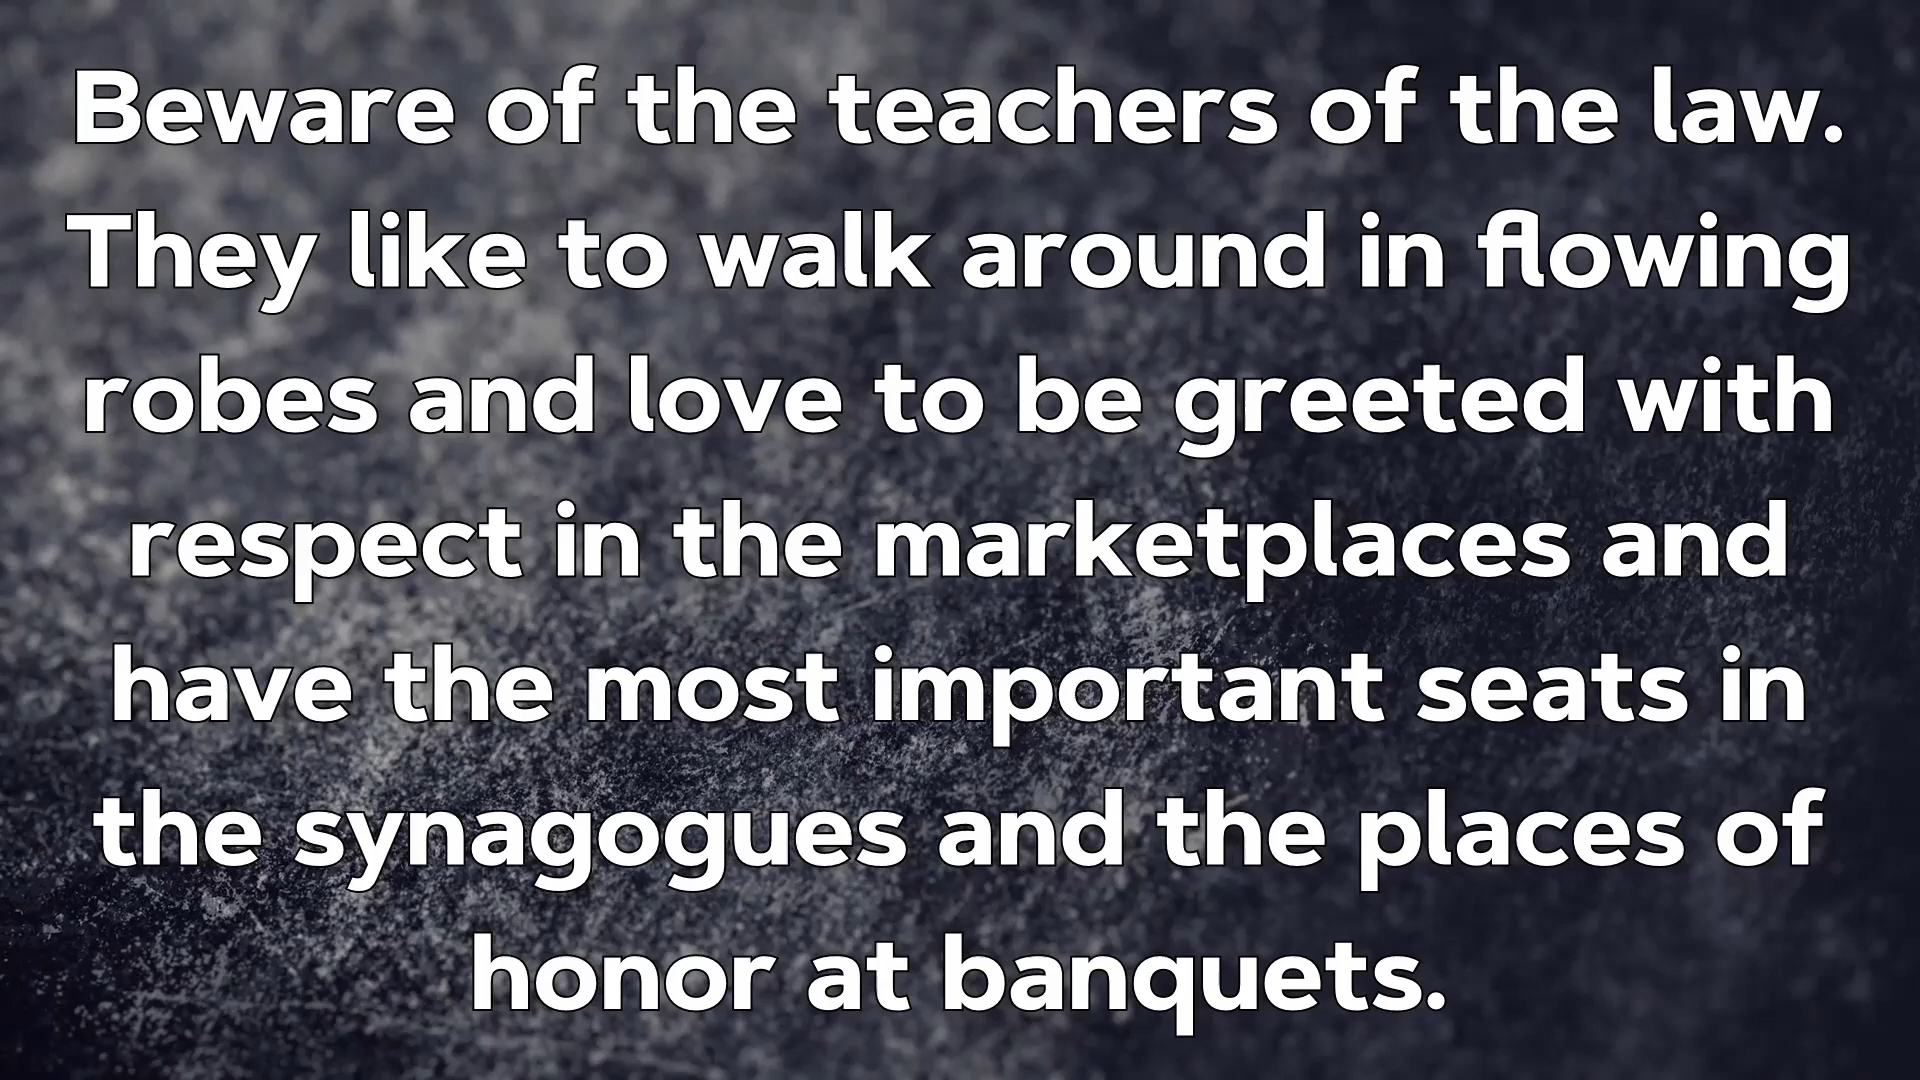 Beware of the teachers of the law.
They like to walk around in flowing
robes and love to be greeted with
respect in the marketplaces and
have the most important seats in
the synagogues and the places of
honor at banquets.